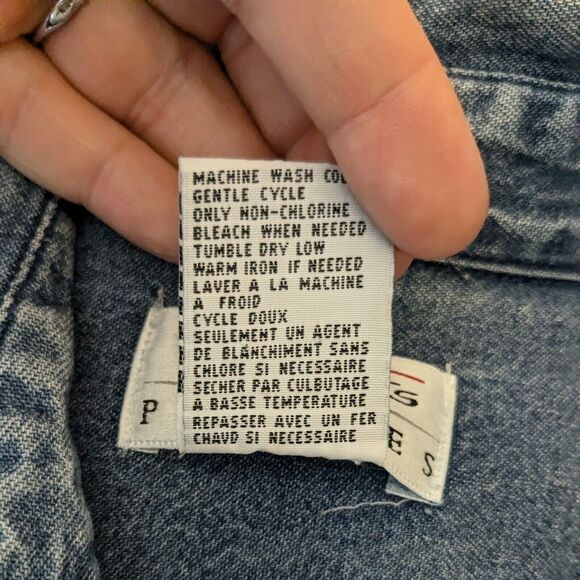 MACHINE WASH
GENTLE CYCLE
ONLY NON-CHLORINE
BLEACH WHEN NEEDED
TUMBLE DRY LOW
WARM IRON IF NEEDED
LAVER A LA MACHINE
A FROID
CYCLE DOUX
SEULEMENT UN AGENT
DE BLANCHIMENT SANS
CHLORE SI NECESSAIRE
SECHER PAR CULBUTAGE
A BASSE TEMPERATURE
REPASSER AVEC UN FER
CHAUD SI NECESSAIRE
P
S